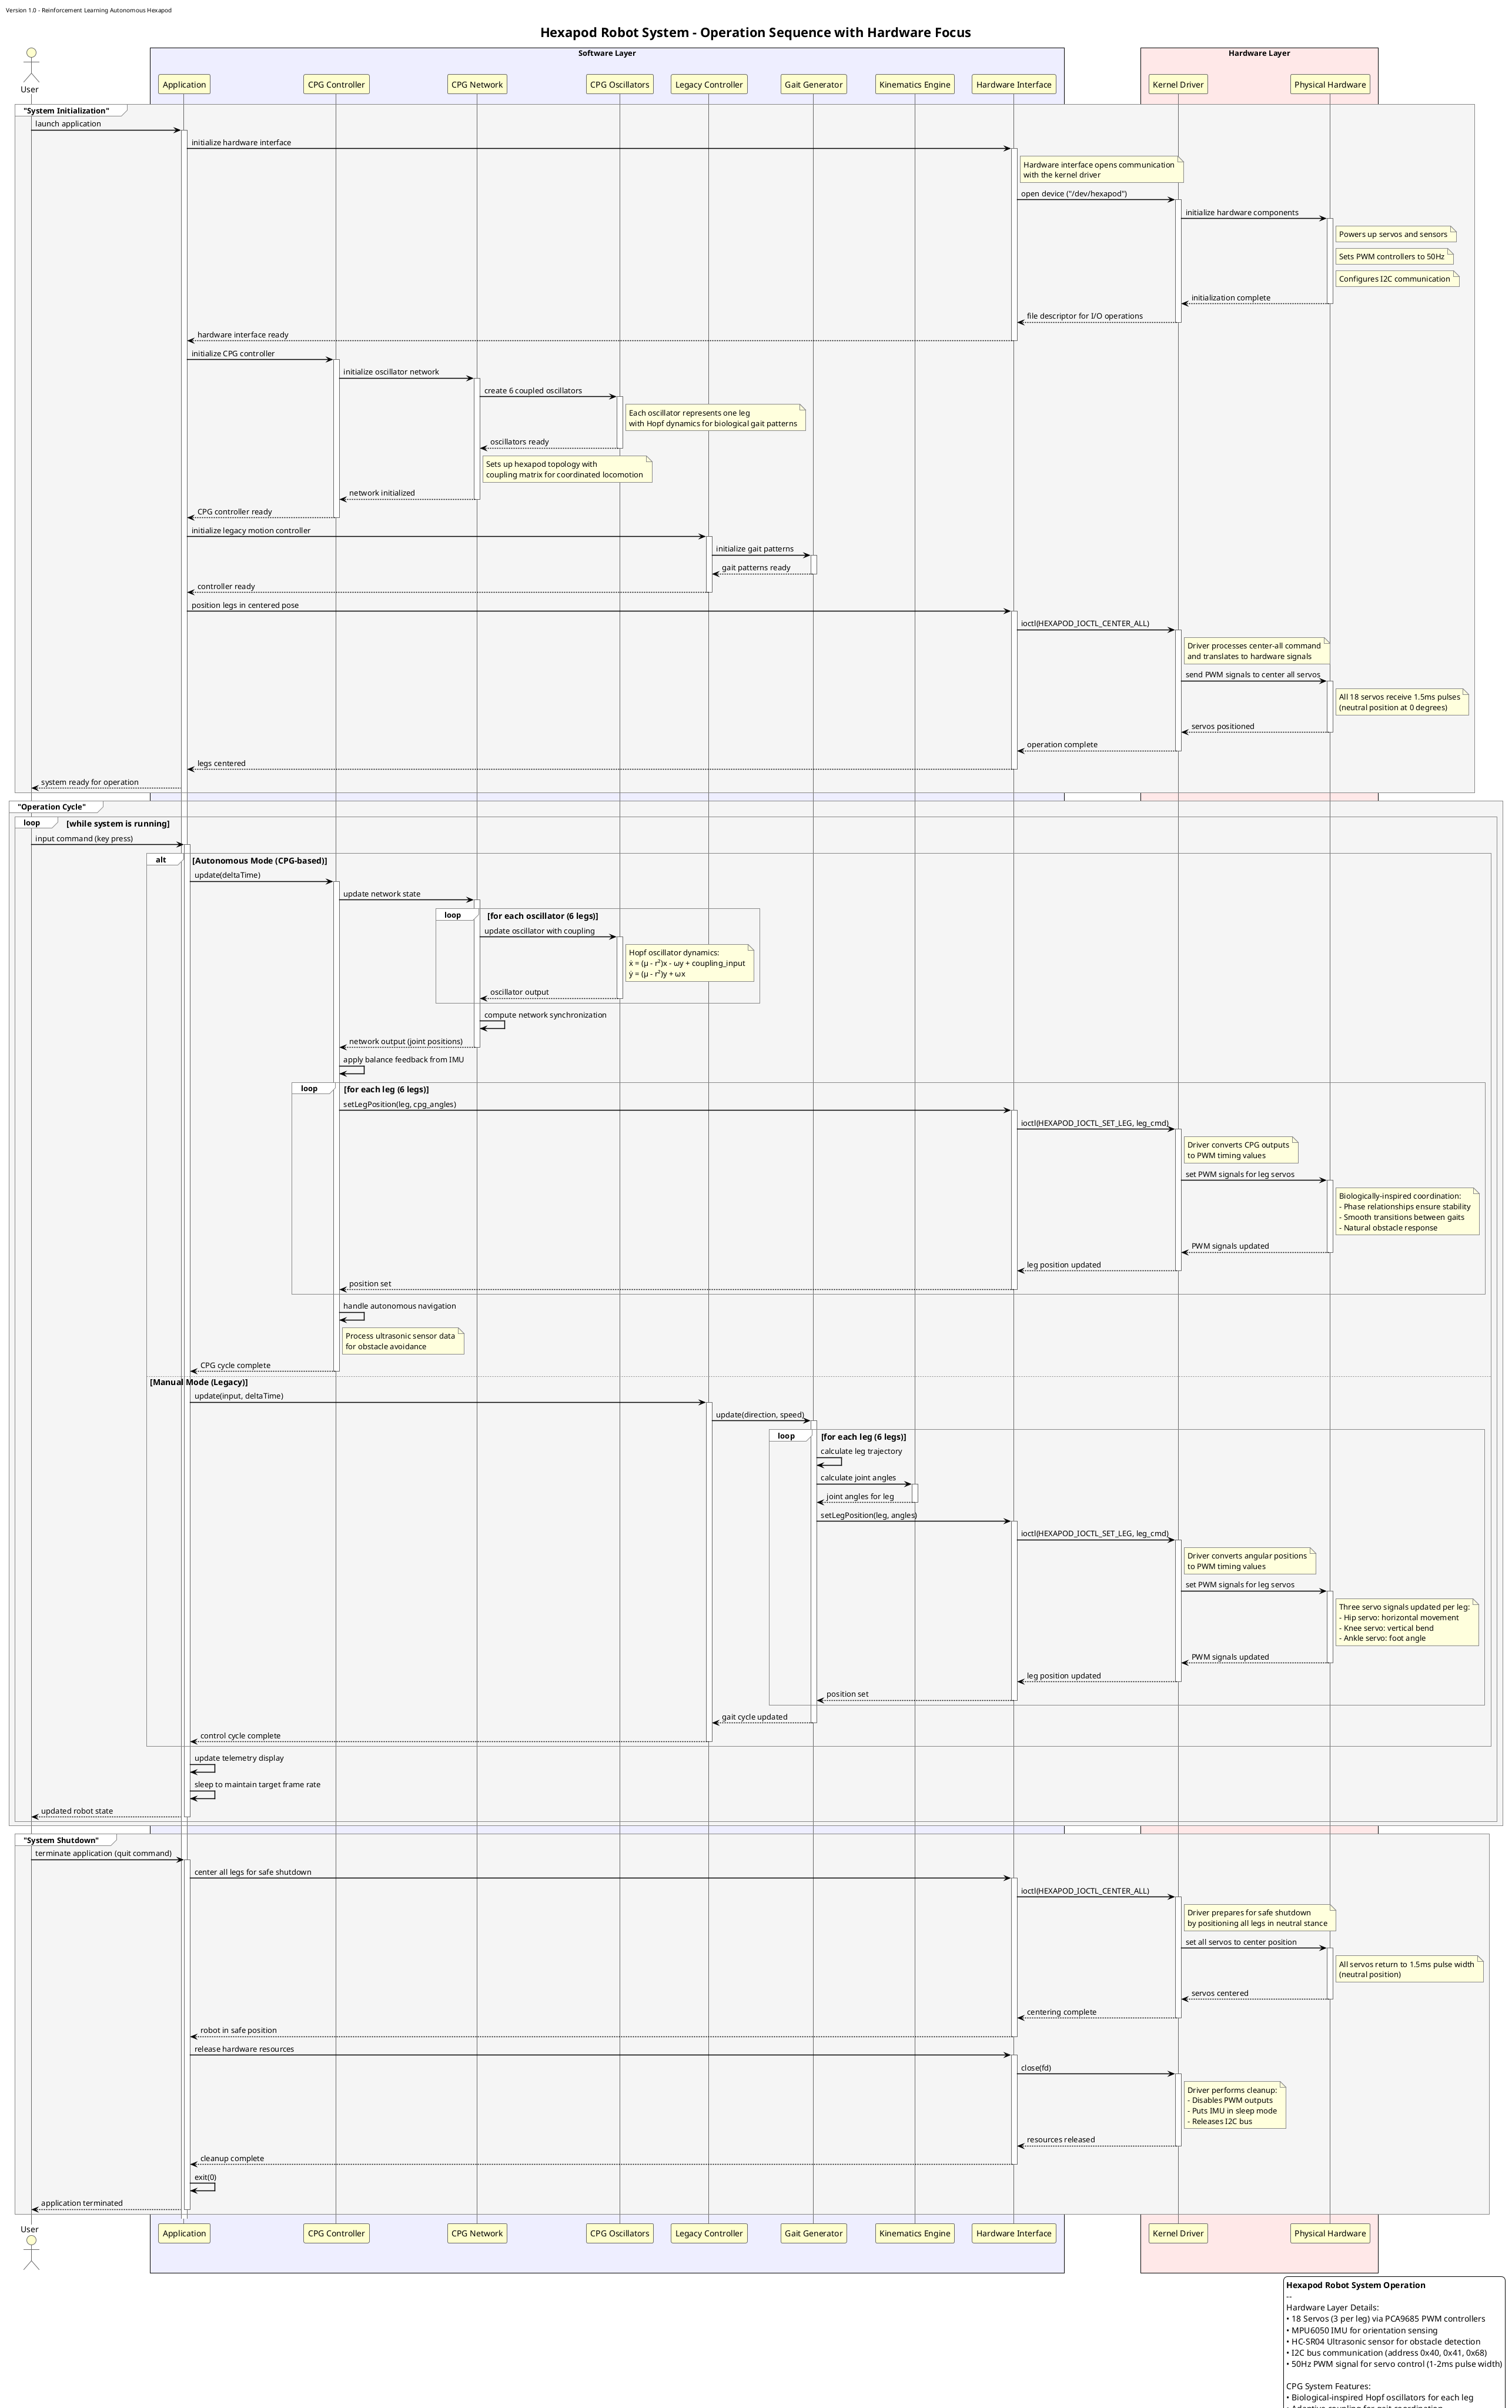 Version 1.0 - Reinforcement Learning Autonomous Hexapod
Hexapod Robot System - Operation Sequence with Hardware Focus
Software Layer
Hardware Layer
User
Application
CPG Controller
CPG Network
CPG Oscillators
Legacy Controller
Gait Generator
Kinematics Engine
Hardware Interface
Kernel Driver
Physical Hardware
"System Initialization"
launch application
initialize hardware interface
Hardware interface opens communication
with the kernel driver
open device ("/dev/hexapod")
initialize hardware components
Powers up servos and sensors
Sets PWM controllers to 50Hz
Configures I2C communication
initialization complete
file descriptor for I/O operations
hardware interface ready
initialize CPG controller
initialize oscillator network
create 6 coupled oscillators
Each oscillator represents one leg
with Hopf dynamics for biological gait patterns
oscillators ready
Sets up hexapod topology with
coupling matrix for coordinated locomotion
network initialized
CPG controller ready
initialize legacy motion controller
initialize gait patterns
gait patterns ready
controller ready
position legs in centered pose
ioctl(HEXAPOD_IOCTL_CENTER_ALL)
Driver processes center-all command
and translates to hardware signals
send PWM signals to center all servos
All 18 servos receive 1.5ms pulses
(neutral position at 0 degrees)
servos positioned
operation complete
legs centered
system ready for operation
"Operation Cycle"
loop [while system is running]
input command (key press)
alt [Autonomous Mode (CPG-based)]
update(deltaTime)
update network state
loop [for each oscillator (6 legs)]
update oscillator with coupling
Hopf oscillator dynamics:
ẋ = (μ - r²)x - ωy + coupling_input
ẏ = (μ - r²)y + ωx
oscillator output
compute network synchronization
network output (joint positions)
apply balance feedback from IMU
loop [for each leg (6 legs)]
setLegPosition(leg, cpg_angles)
ioctl(HEXAPOD_IOCTL_SET_LEG, leg_cmd)
Driver converts CPG outputs
to PWM timing values
set PWM signals for leg servos
Biologically-inspired coordination:
- Phase relationships ensure stability
- Smooth transitions between gaits
- Natural obstacle response
PWM signals updated
leg position updated
position set
handle autonomous navigation
Process ultrasonic sensor data
for obstacle avoidance
CPG cycle complete
[Manual Mode (Legacy)]
update(input, deltaTime)
update(direction, speed)
loop [for each leg (6 legs)]
calculate leg trajectory
calculate joint angles
joint angles for leg
setLegPosition(leg, angles)
ioctl(HEXAPOD_IOCTL_SET_LEG, leg_cmd)
Driver converts angular positions
to PWM timing values
set PWM signals for leg servos
Three servo signals updated per leg:
- Hip servo: horizontal movement
- Knee servo: vertical bend
- Ankle servo: foot angle
PWM signals updated
leg position updated
position set
gait cycle updated
control cycle complete
update telemetry display
sleep to maintain target frame rate
updated robot state
"System Shutdown"
terminate application (quit command)
center all legs for safe shutdown
ioctl(HEXAPOD_IOCTL_CENTER_ALL)
Driver prepares for safe shutdown
by positioning all legs in neutral stance
set all servos to center position
All servos return to 1.5ms pulse width
(neutral position)
servos centered
centering complete
robot in safe position
release hardware resources
close(fd)
Driver performs cleanup:
- Disables PWM outputs
- Puts IMU in sleep mode
- Releases I2C bus
resources released
cleanup complete
exit(0)
application terminated
User
Application
CPG Controller
CPG Network
CPG Oscillators
Legacy Controller
Gait Generator
Kinematics Engine
Hardware Interface
Kernel Driver
Physical Hardware
Hexapod Robot System Operation
--
Hardware Layer Details:
• 18 Servos (3 per leg) via PCA9685 PWM controllers
• MPU6050 IMU for orientation sensing
• HC-SR04 Ultrasonic sensor for obstacle detection
• I2C bus communication (address 0x40, 0x41, 0x68)
• 50Hz PWM signal for servo control (1-2ms pulse width)
CPG System Features:
• Biological-inspired Hopf oscillators for each leg